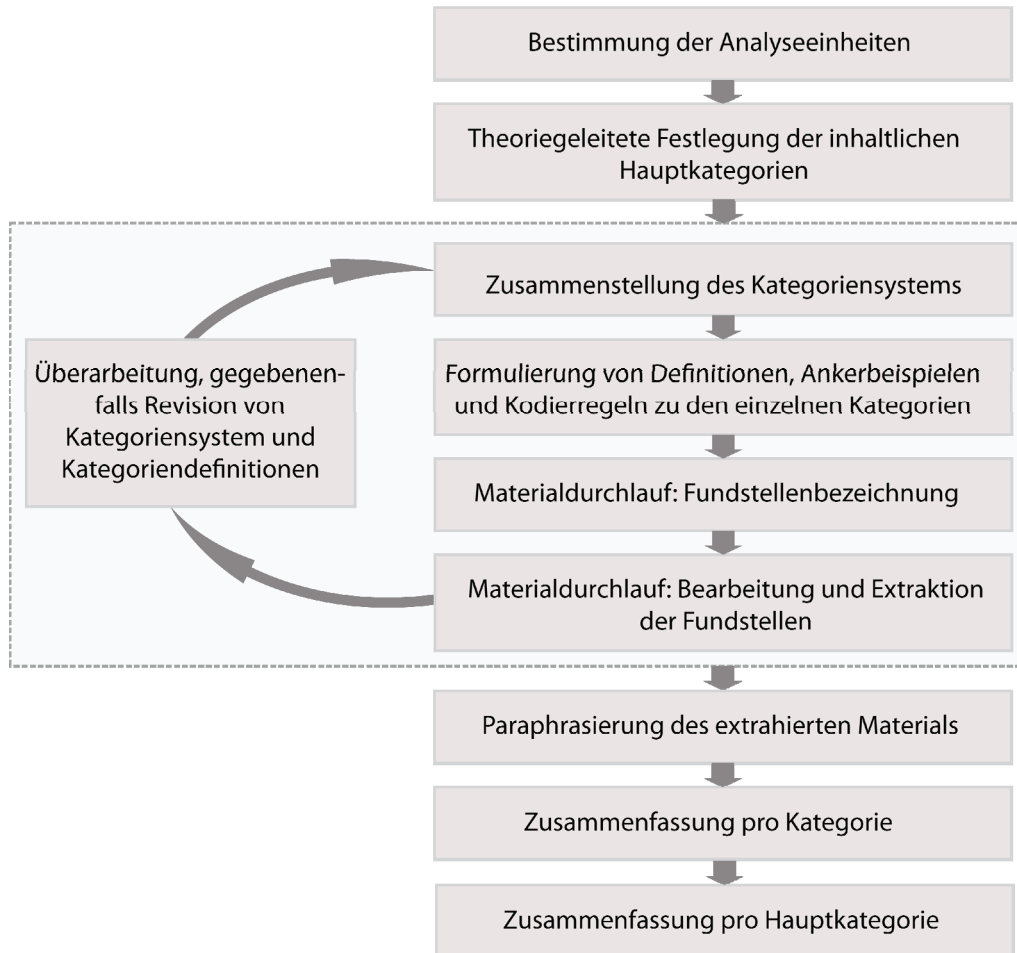 Bestimmung der Analyseeinheiten
Theoriegeleitete Festlegung der inhaltlichen
Hauptkategorien
Zusammenstellung des Kategoriensystems
Formulierung von Definitionen, Ankerbeispielen
und Kodierregeln zu den einzelnen Kategorien
Materialdurchlauf: Fundstellenbezeichnung
Materialdurchlauf: Bearbeitung und Extraktion
der Fundstellen
Überarbeitung, gegebenen-
falls Revision von
Kategoriensystem und
Kategoriendefinitionen
Paraphrasierung des extrahierten Materials
Zusammenfassung pro Kategorie
Zusammenfassung pro Hauptkategorie